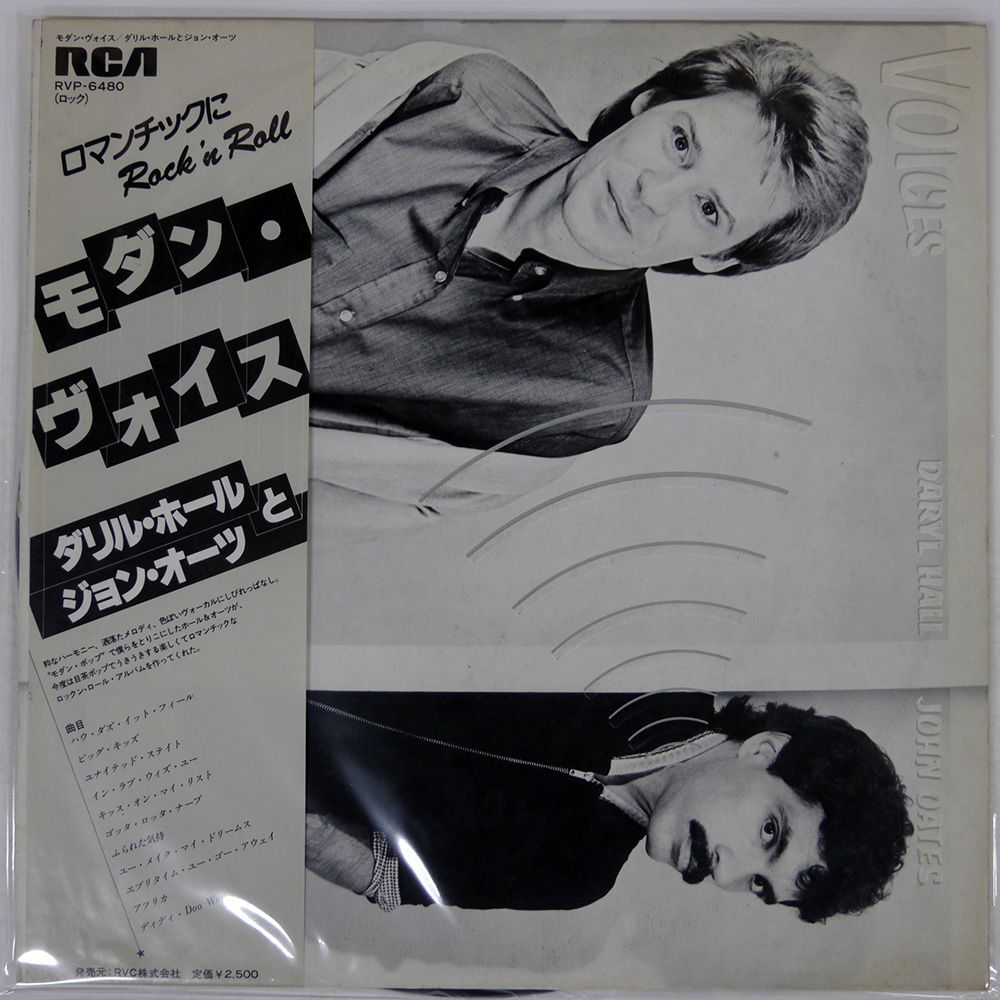 モダン・ヴォイス/ダリル・ホールとジョン・オーツ
RCA
RVP-6480
(ロック)
ロマンチックに
Rock 'n Roll
モダン・
ヴォイス
ダリル・ホール
ジョン・オーツ と
粋なハーモニー、洒落たメロディ、色ぽいヴォーカルにしびれっぱなし。
"モダン・ポップ"で僕らをとりこにしたホール&オーツが、
今度は目茶ポップでうきうきする楽しくてロマンチックな
ロックン・ロール・アルバムを作ってくれた。
曲目
ハウ・ダズ・イット・フィール
ビッグ・キッズ
ユナイテッド・ステイト
イン・ラブ・ウィズ・ユー
キッス・オン・マイ・リスト
ゴッタ・ロッタ・ナーブ
ふられた気持
ユー・メイク・マイ・ドリームス
エブリタイム・ユー・ゴー・アウェイ
アフリカ
ディディ・Doo Wo
発売元:RVC株式会社 定価¥2,500
VOICES
DARYL HALL
JOHN OATES